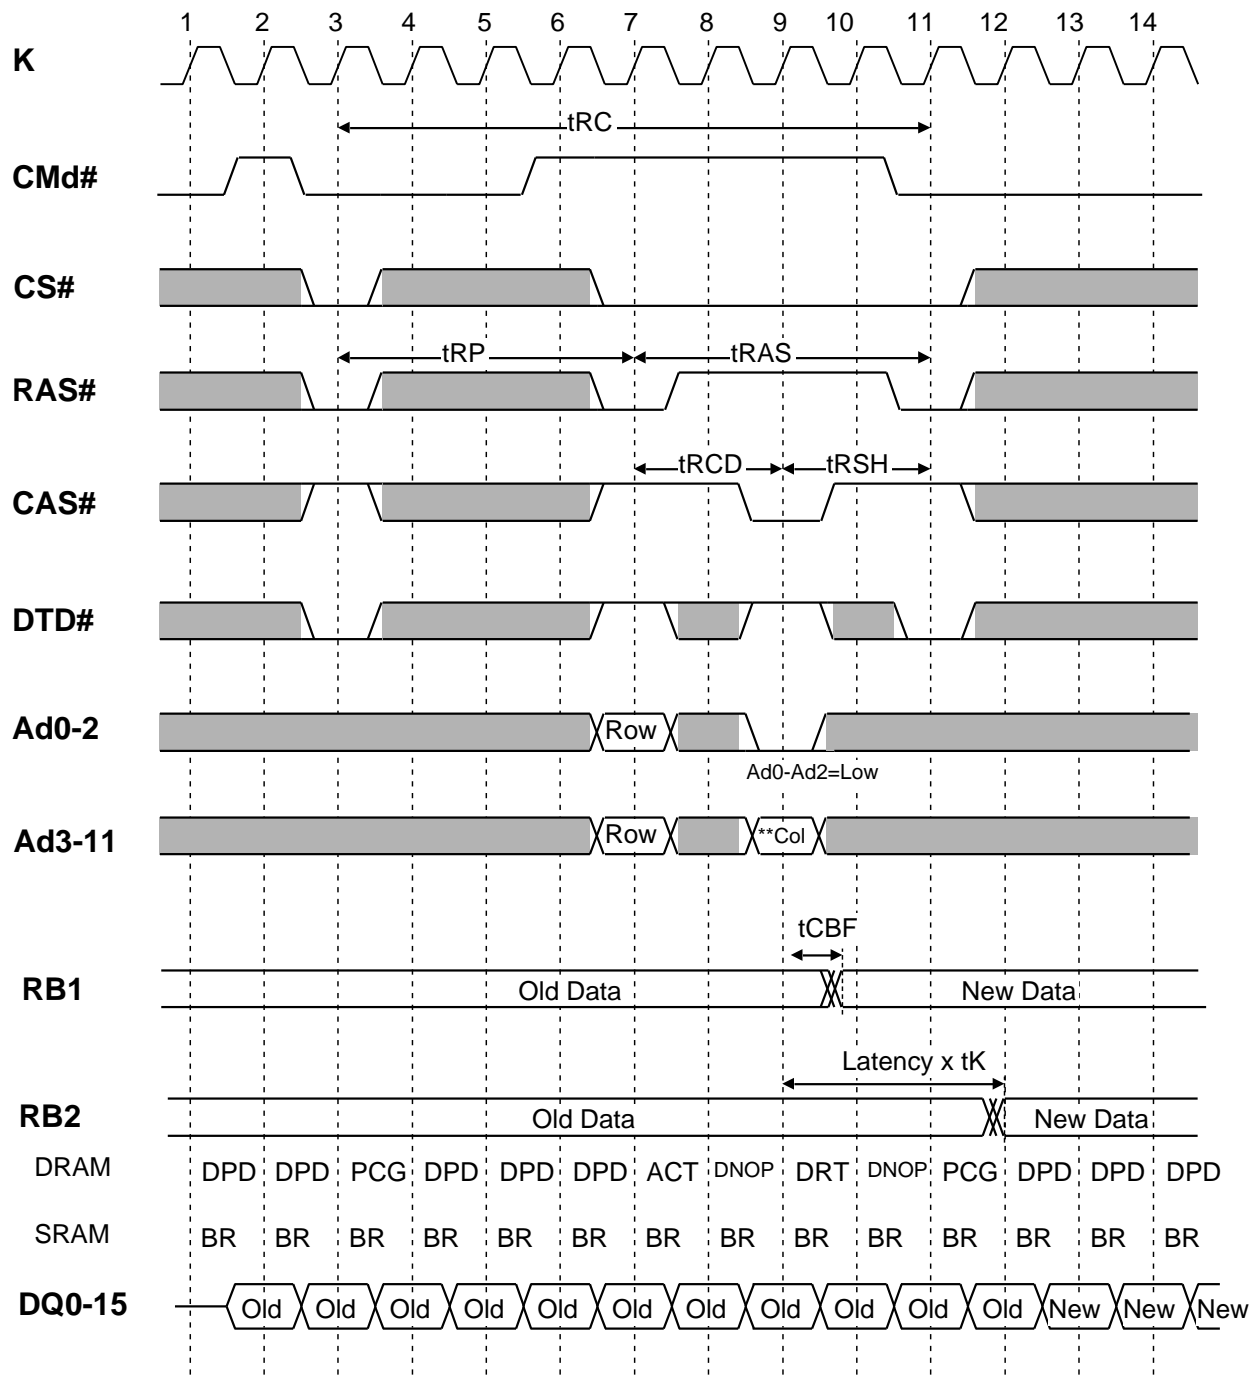 1 2 3 4 5 6 7 8 9 10 11 12 13 14
K
tRC
CMd#
CS#
tRP tRAS
RAS#
tRCD tRSH
CAS#
DTD#
Ad0-2 Row
Ad0-Ad2=Low
Ad3-11 Row **Col
tCBF
RB1 Old Data New Data
Latency x tK
RB2 Old Data New Data
DRAM DPD DPD PCG DPD DPD DPD ACT DNOP DRT DNOP PCG DPD DPD DPD
SRAM BR BR BR BR BR BR BR BR BR BR BR BR BR BR
DQ0-15 Old Old Old Old Old Old Old Old Old Old Old New New New